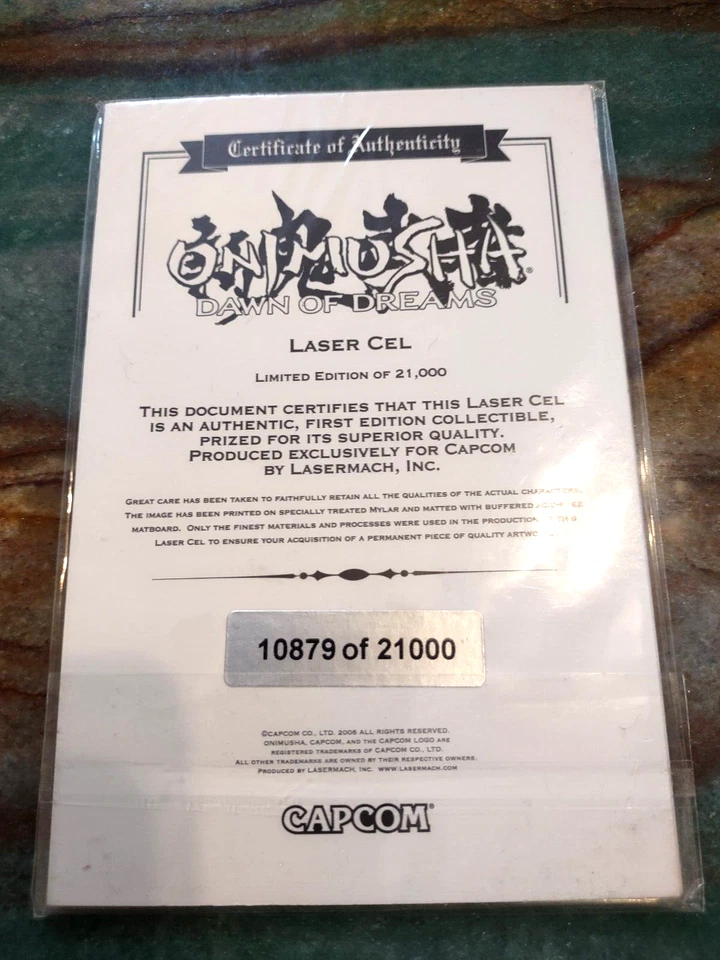 Certificate of Authenticity
ONIMUSHA®
DAWN OF DREAMS
LASER CEL
LIMITED EDITION OF 21,000
THIS DOCUMENT CERTIFIES THAT THIS LASER CEL
IS AN AUTHENTIC, FIRST EDITION COLLECTIBLE,
PRIZED FOR ITS SUPERIOR QUALITY.
PRODUCED EXCLUSIVELY FOR CAPCOM
BY LASERMACH, INC.
GREAT CARE HAS BEEN TAKEN TO FAITHFULLY RETAIN ALL THE QUALITIES OF THE ACTUAL CHARACTERS.
THE IMAGE HAS BEEN PRINTED ON SPECIALLY TREATED MYLAR AND MATTED WITH BUFFERED
MATBOARD. ONLY THE FINEST MATERIALS AND PROCESSES WERE USED IN THE PRODUCTION
LASER CEL TO ENSURE YOUR ACQUISITION OF A PERMANENT PIECE OF QUALITY
10879 of 21000
©CAPCOM CO., LTD. 2006 ALL RIGHTS RESERVED.
ONIMUSHA, CAPCOM, AND THE CAPCOM LOGO ARE
REGISTERED TRADEMARKS OF CAPCOM CO., LTD.
ALL OTHER TRADEMARKS ARE OWNED BY THEIR RESPECTIVE OWNERS.
PRODUCED BY LASERMACH, INC. WWW.LASERMACH.COM
CAPCOM®